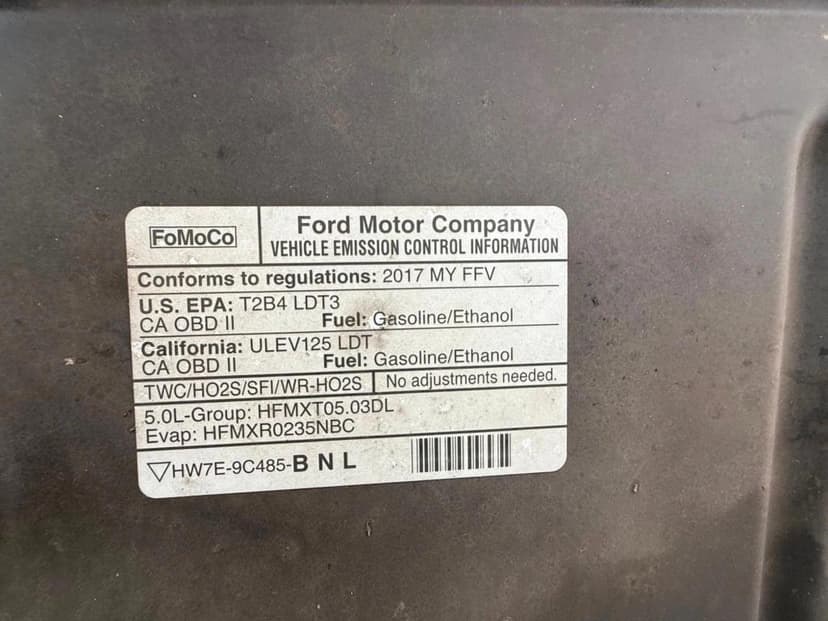 FoMoCo
Ford Motor Company
VEHICLE EMISSION CONTROL INFORMATION
Conforms to regulations: 2017 MY FFV
U.S. EPA: T2B4 LDT3
CA OBD II Fuel: Gasoline/Ethanol
California: ULEV125 LDT
CA OBD II Fuel: Gasoline/Ethanol
TWC/HO2S/SFI/WR-HO2S No adjustments needed.
5.0L-Group: HFMXT05.03DL
Evap: HFMXR0235NBC
HW7E-9C485-B N L